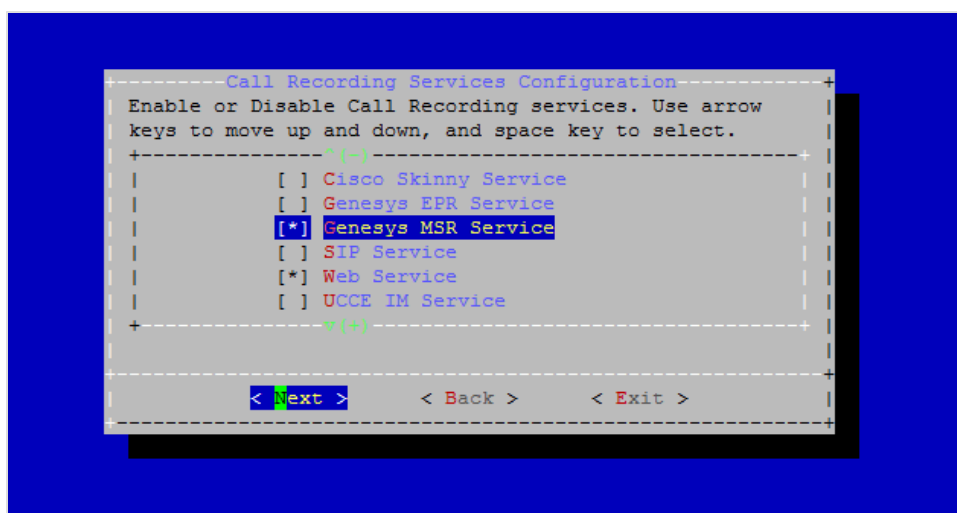 Call Recording Services Configuration
Enable or Disable Call Recording services. Use arrow
keys to move up and down, and space key to select.
^(-)
[ ] Cisco Skinny Service
[ ] Genesys EPR Service
[*] Genesys MSR Service
[ ] SIP Service
[*] Web Service
[ ] UCCE IM Service
v(+)
< Next > < Back > < Exit >